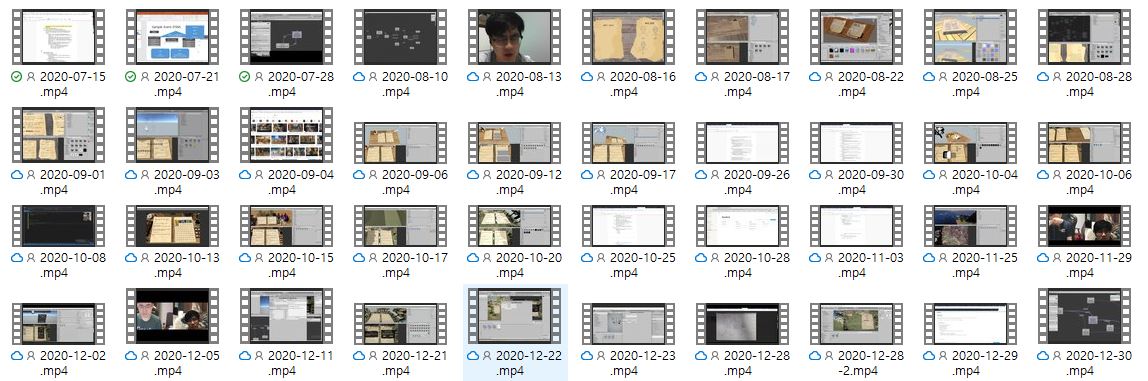 2020-07-15
.mp4
2020-07-21
.mp4
2020-07-28
.mp4
2020-08-10
.mp4
2020-08-13
.mp4
2020-08-16
.mp4
2020-08-17
.mp4
2020-08-22
.mp4
2020-08-25
.mp4
2020-08-28
.mp4
2020-09-01
.mp4
2020-09-03
.mp4
2020-09-04
.mp4
2020-09-06
.mp4
2020-09-12
.mp4
2020-09-17
.mp4
2020-09-26
.mp4
2020-09-30
.mp4
2020-10-04
.mp4
2020-10-06
.mp4
2020-10-08
.mp4
2020-10-13
.mp4
2020-10-15
.mp4
2020-10-17
.mp4
2020-10-20
.mp4
2020-10-25
.mp4
2020-10-28
.mp4
2020-11-03
.mp4
2020-11-25
.mp4
2020-11-29
.mp4
2020-12-02
.mp4
2020-12-05
.mp4
2020-12-11
.mp4
2020-12-21
.mp4
2020-12-22
.mp4
2020-12-23
.mp4
2020-12-28
.mp4
2020-12-28
-2.mp4
2020-12-29
.mp4
2020-12-30
.mp4